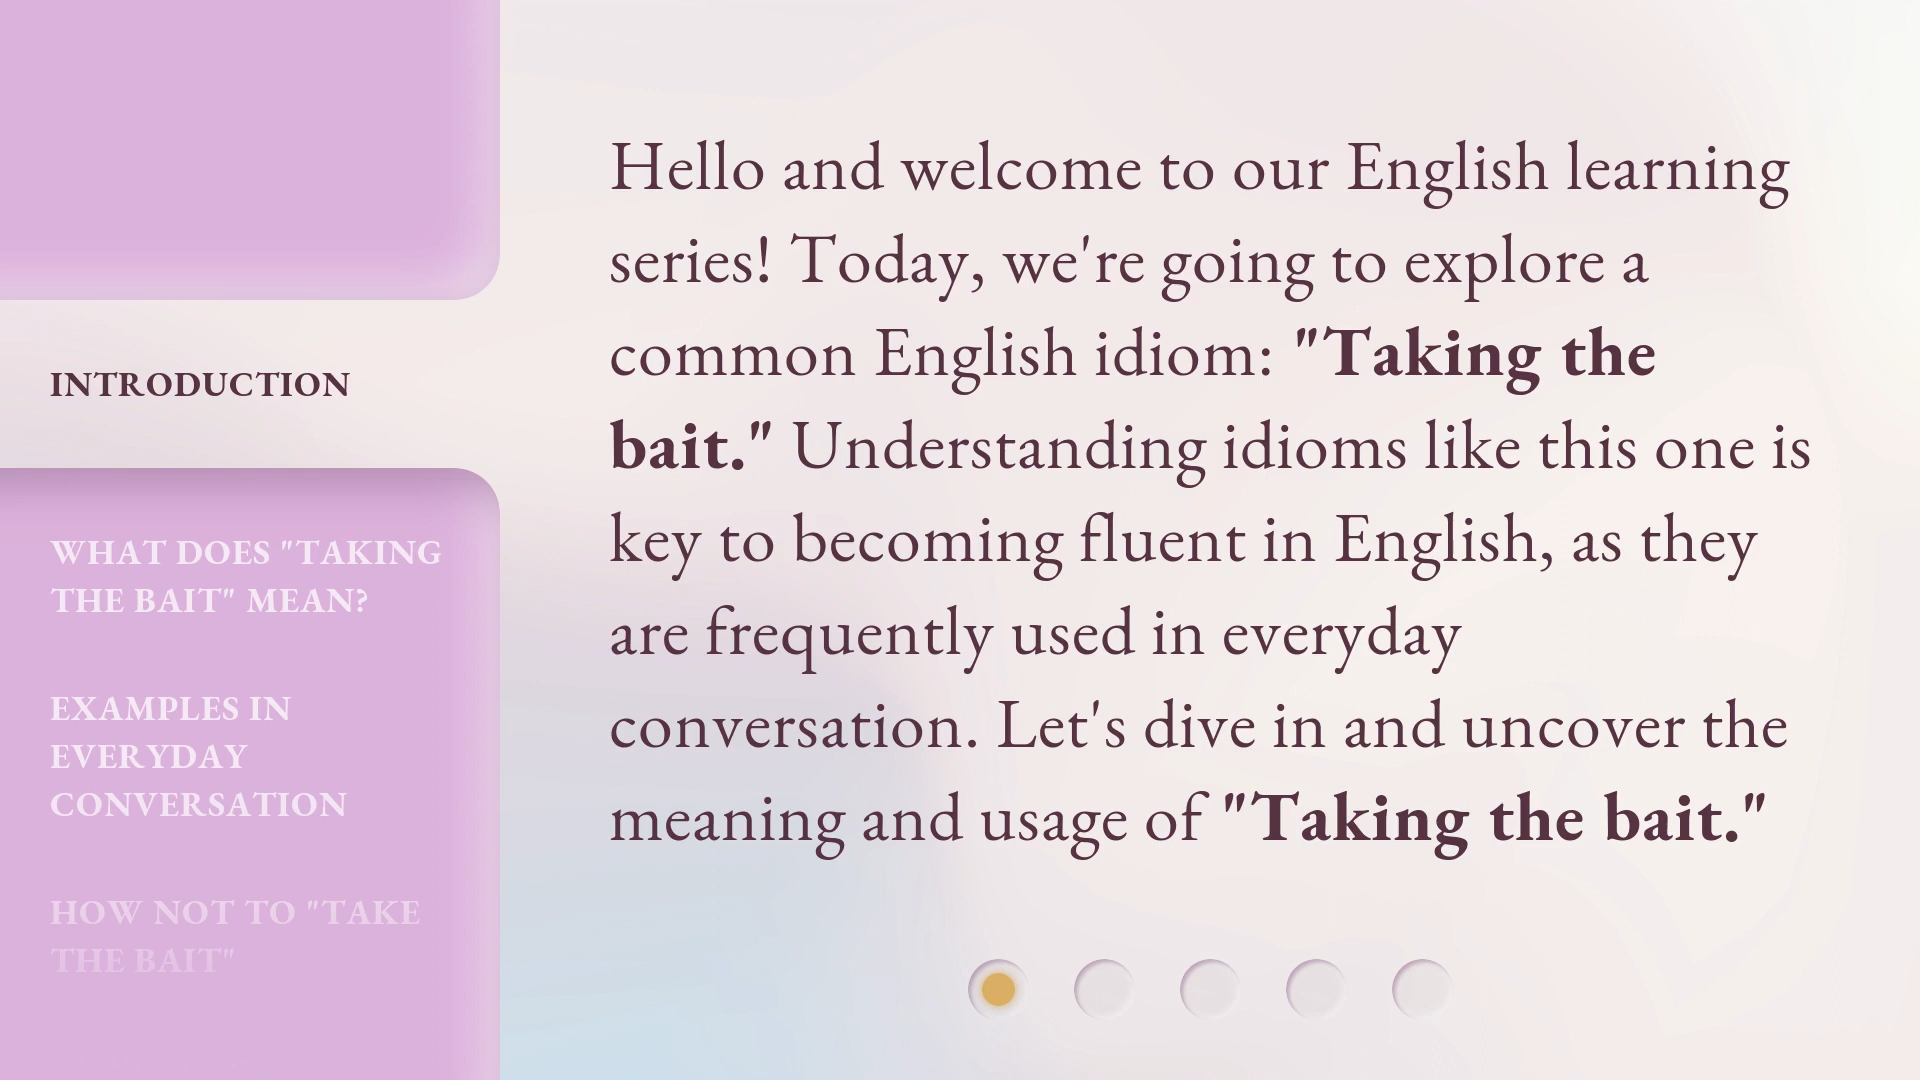 INTRODUCTION
WHAT DOES "TAKING
THE BAIT" MEAN?
EXAMPLES IN
EVERYDAY
CONVERSATION
HOW NOT TO "TAKE
THE BAIT"
Hello and welcome to our English learning
series! Today, we're going to explore a
common English idiom: "Taking the
bait." Understanding idioms like this one is
key to becoming fluent in English, as they
are frequently used in everyday
conversation. Let's dive in and uncover the
meaning and usage of "Taking the bait."